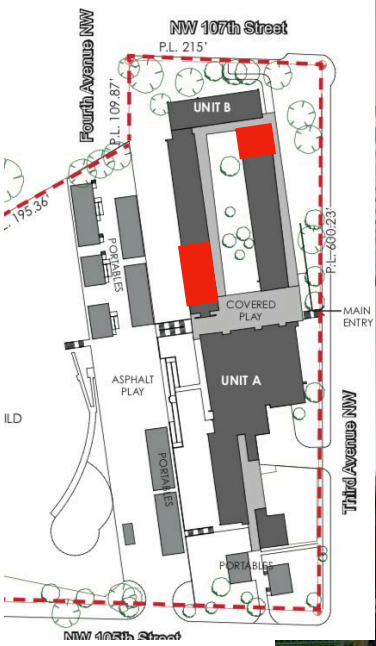 NW 107th Street
P.L. 215'
Fourth Avenue NW
P.L. 109.87'
UNIT B
195.36'
PORTABLES
P.L. 600.23'
COVERED
PLAY
MAIN
ENTRY
ASPHALT
PLAY
UNIT A
ILD
Third Avenue NW
PORTABLES
PORTABLES
NW 105th Street